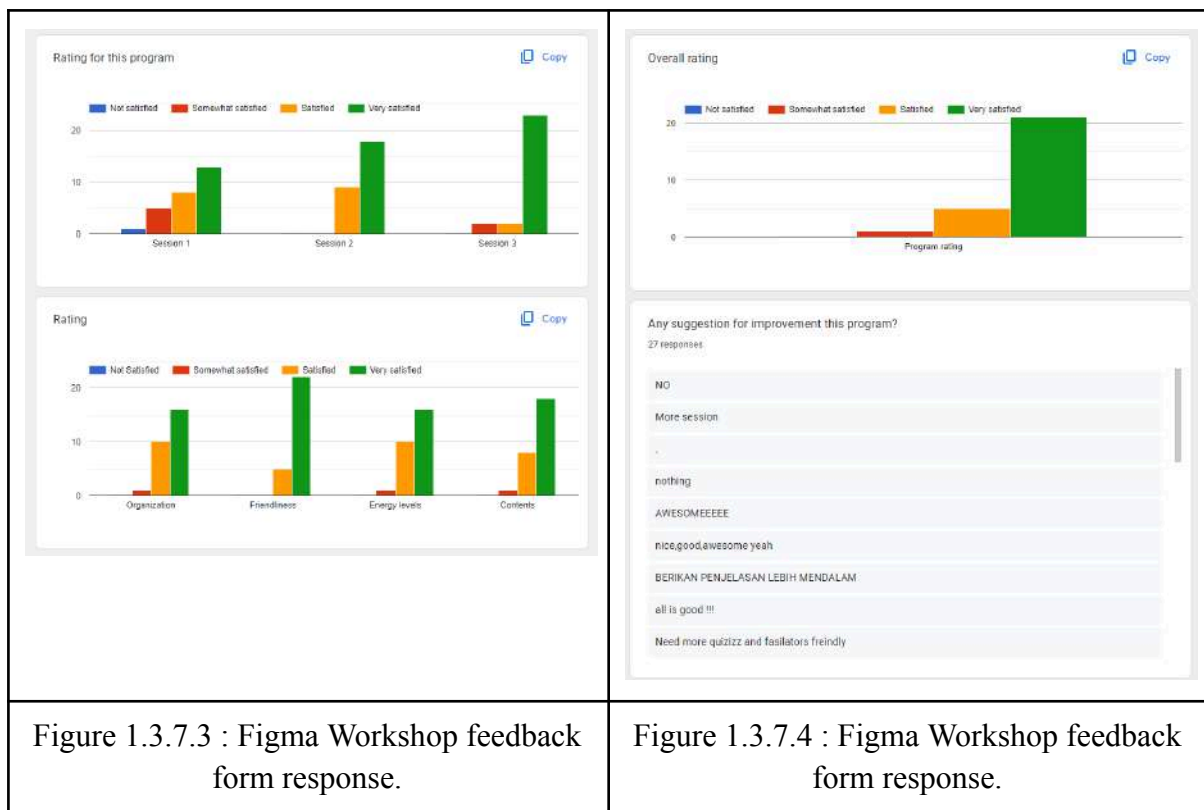 Rating for this program
Copy
Not satisfied Somewhat satisfied Satisfied Very satisfied
20
10
0
Session 1 Session 2 Session 3
Rating
Copy
Not Satisfied Somewhat satisfied Satisfied Very satisfied
20
10
0
Organization Friendliness Energy levels Contents
Overall rating
Copy
Not satisfied Somewhat satisfied Satisfied Very satisfied
20
10
0
Program rating
Any suggestion for improvement this program?
27 responses
NO
More session
.
nothing
AWESOMEEEEE
nice,good,awesome yeah
BERIKAN PENJELASAN LEBIH MENDALAM
all is good !!!
Need more quizizz and fasilators freindly
Figure 1.3.7.3 : Figma Workshop feedback
form response.
Figure 1.3.7.4 : Figma Workshop feedback
form response.